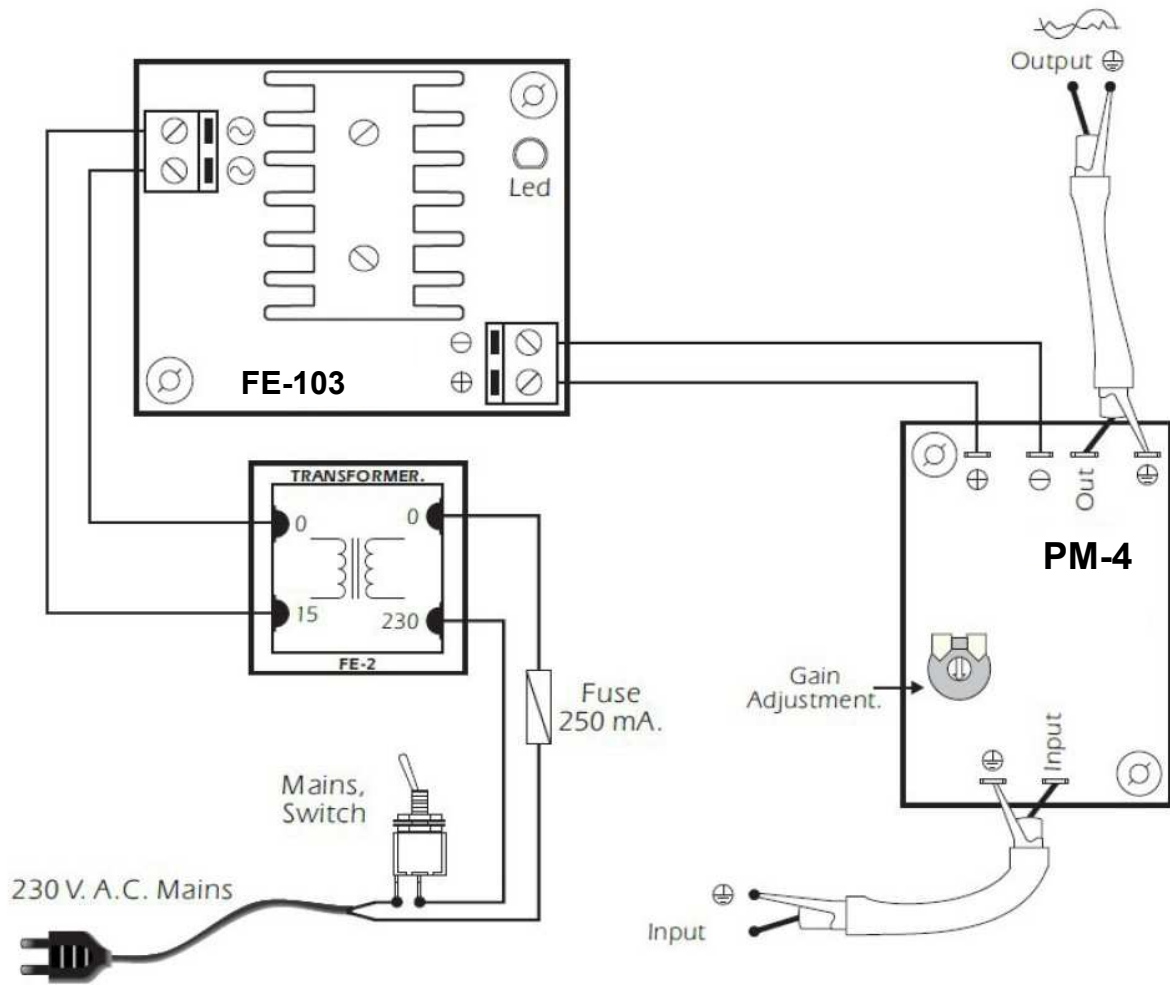 Output
Led
FE-103
TRANSFORMER.
0
0
15
230
FE-2
Out
PM-4
Gain
Adjustment.
Fuse
250 mA.
Mains,
Switch
Input
230 V. A.C. Mains
Input